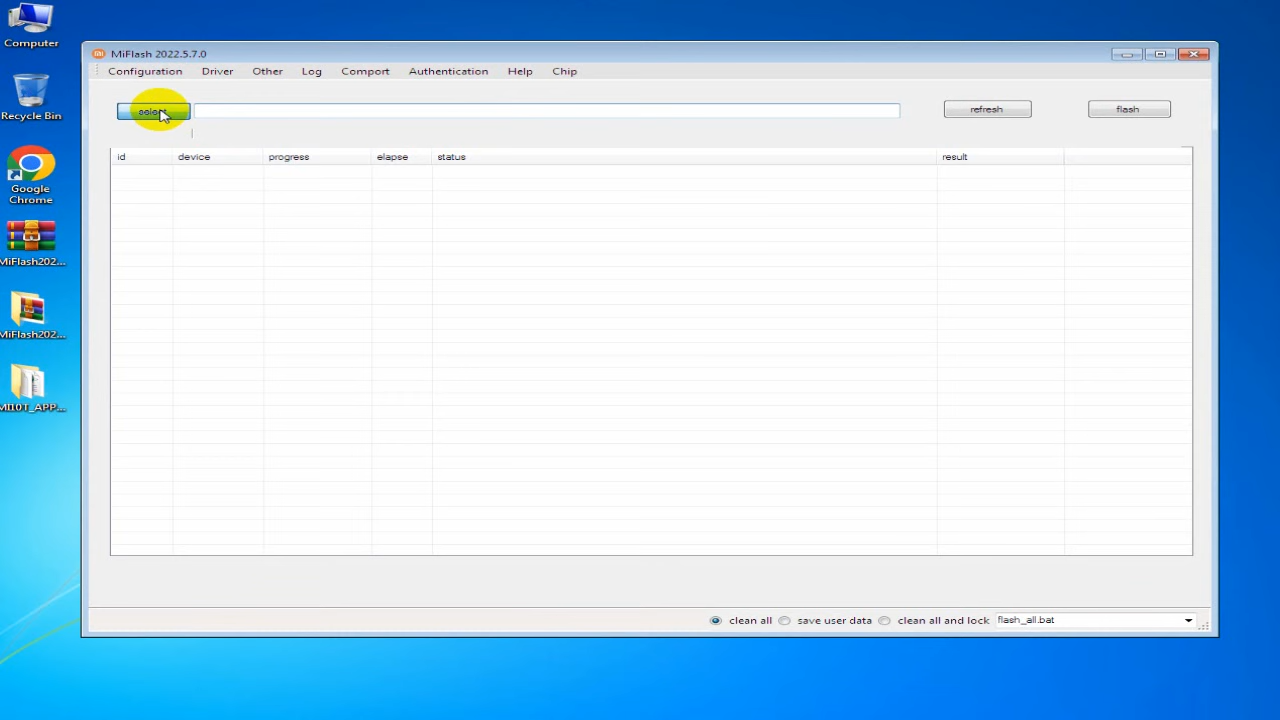 Computer
Recycle Bin
Google
Chrome
MiFlash202...
MiFlash202...
MI10T_APP...
MiFlash 2022.5.7.0
Configuration Driver Other Log Comport Authentication Help Chip
select refresh flash
id device progress elapse status result
clean all save user data clean all and lock flash_all.bat